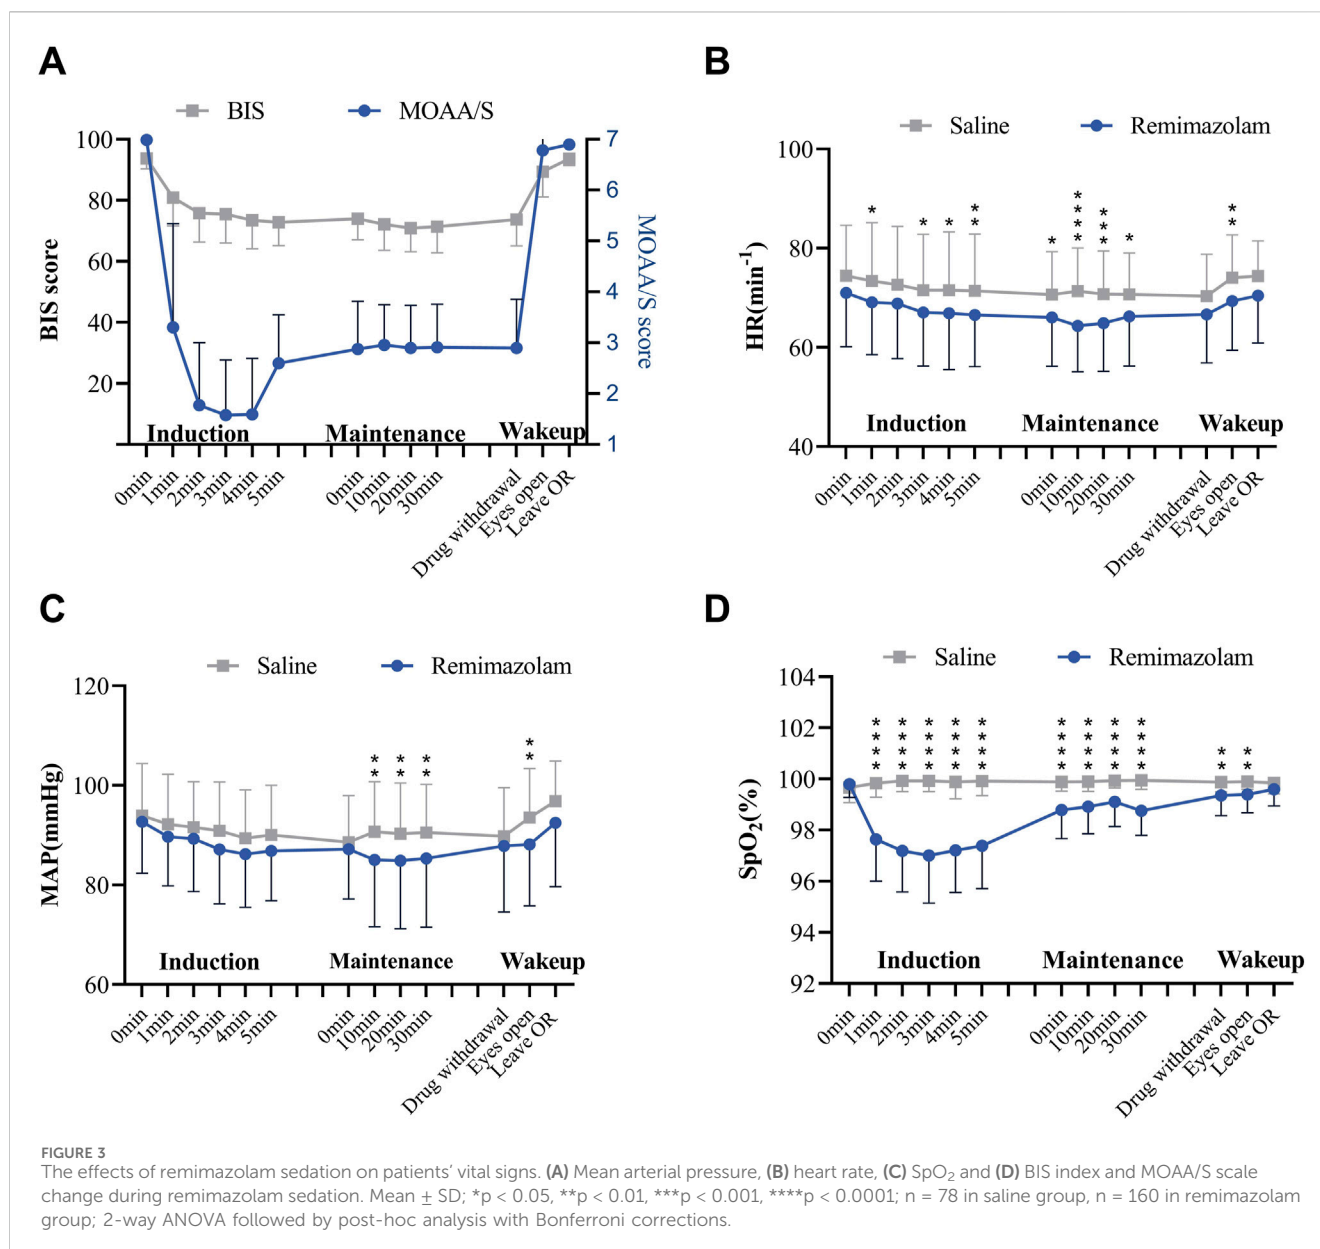 A
BIS
MOAA/S
100
80
60
40
20
BIS score
7
6
5
4
3
2
1
MOAA/S score
Induction
Maintenance
Wakeup
0min
1min
2min
3min
4min
5min
0min
10min
20min
30min
Drug withdrawal
Eyes open
Leave OR
B
Saline
Remimazolam
100
80
60
40
HR(min⁻¹)
*
*
*
**
*
****
***
*
**
Induction
Maintenance
Wakeup
0min
1min
2min
3min
4min
5min
0min
10min
20min
30min
Drug withdrawal
Eyes open
Leave OR
C
Saline
Remimazolam
120
100
80
60
MAP(mmHg)
**
**
**
**
Induction
Maintenance
Wakeup
0min
1min
2min
3min
4min
5min
0min
10min
20min
30min
Drug withdrawal
Eyes open
Leave OR
D
Saline
Remimazolam
104
102
100
98
96
94
92
SpO₂(%)
****
****
****
****
****
****
****
****
****
**
**
Induction
Maintenance
Wakeup
0min
1min
2min
3min
4min
5min
0min
10min
20min
30min
Drug withdrawal
Eyes open
Leave OR
FIGURE 3
The effects of remimazolam sedation on patients' vital signs. (A) Mean arterial pressure, (B) heart rate, (C) SpO₂ and (D) BIS index and MOAA/S scale
change during remimazolam sedation. Mean ± SD; *p < 0.05, **p < 0.01, ***p < 0.001, ****p < 0.0001; n = 78 in saline group, n = 160 in remimazolam
group; 2-way ANOVA followed by post-hoc analysis with Bonferroni corrections.